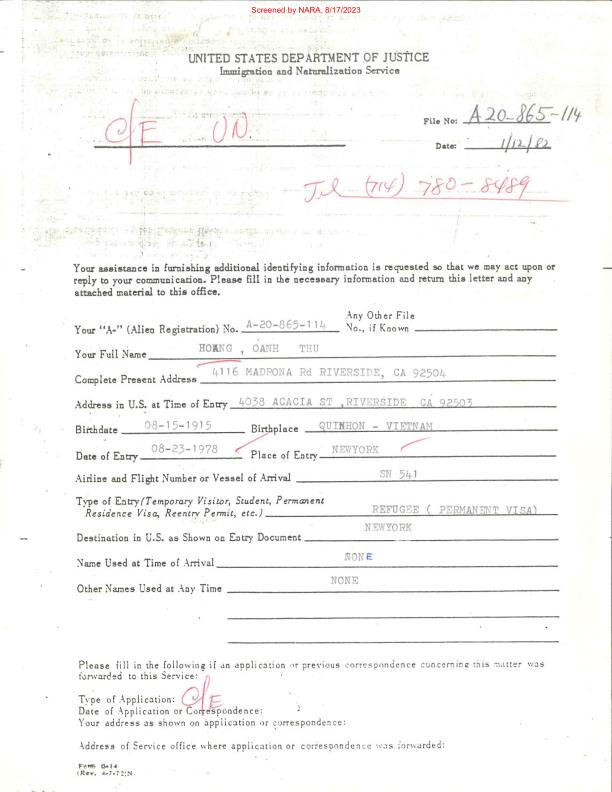 Screened by NARA, 8/17/2023
UNITED STATES DEPARTMENT OF JUSTICE
Immigration and Naturalization Service
File No: A20-865-114
C/E UN.
Date: 1/12/82
Tel (714) 780-8489
Your assistance in furnishing additional identifying information is requested so that we may act upon or
reply to your communication. Please fill in the necessary information and return this letter and any
attached material to this office.
Your "A-" (Alien Registration) No. A-20-865-114 Any Other File No., if Known
Your Full Name HOANG , OANH THU
Complete Present Address 4116 MADRONA Rd RIVERSIDE, CA 92504
Address in U.S. at Time of Entry 4038 ACACIA ST ,RIVERSIDE CA 92503
Birthdate 08-15-1915 Birthplace QUINHON - VIETNAM
Date of Entry 08-23-1978 Place of Entry NEWYORK
Airline and Flight Number or Vessel of Arrival SN 541
Type of Entry (Temporary Visitor, Student, Permanent
Residence Visa, Reentry Permit, etc.) REFUGEE ( PERMANENT VISA)
Destination in U.S. as Shown on Entry Document NEWYORK
Name Used at Time of Arrival NONE
Other Names Used at Any Time NONE
Please fill in the following if an application or previous correspondence concerning this matter was
forwarded to this Service:
Type of Application: C/E
Date of Application or Correspondence:
Your address as shown on application or correspondence:
Address of Service office where application or correspondence was forwarded:
Form G-14
(Rev. 4-7-72)N